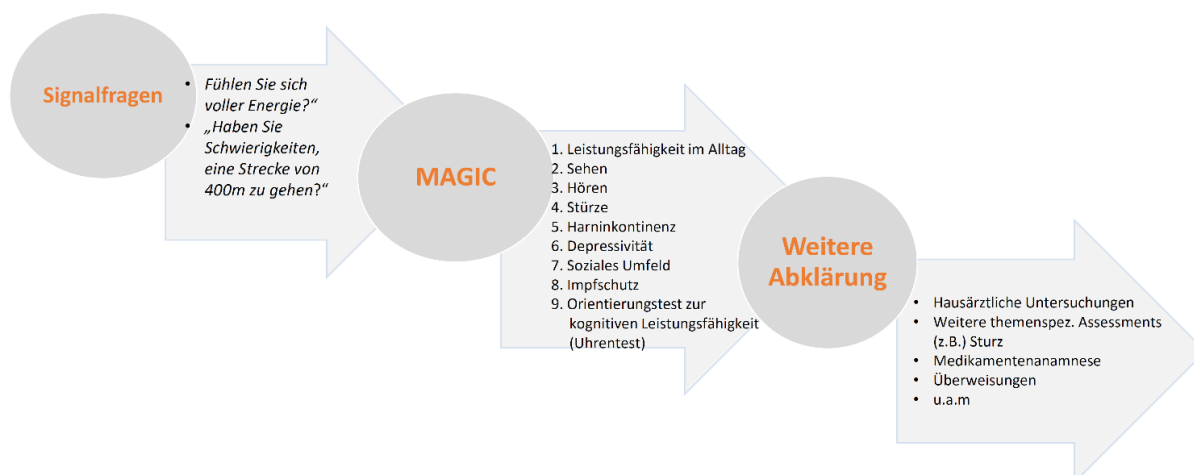 Signalfragen
• Fühlen Sie sich
voller Energie?“
• „Haben Sie
Schwierigkeiten,
eine Strecke von
400m zu gehen?“
MAGIC
1. Leistungsfähigkeit im Alltag
2. Sehen
3. Hören
4. Stürze
5. Harninkontinenz
6. Depressivität
7. Soziales Umfeld
8. Impfschutz
9. Orientierungstest zur
kognitiven Leistungsfähigkeit
(Uhrentest)
Weitere
Abklärung
• Hausärztliche Untersuchungen
• Weitere themenspez. Assessments
(z.B.) Sturz
• Medikamentenanamnese
• Überweisungen
• u.a.m